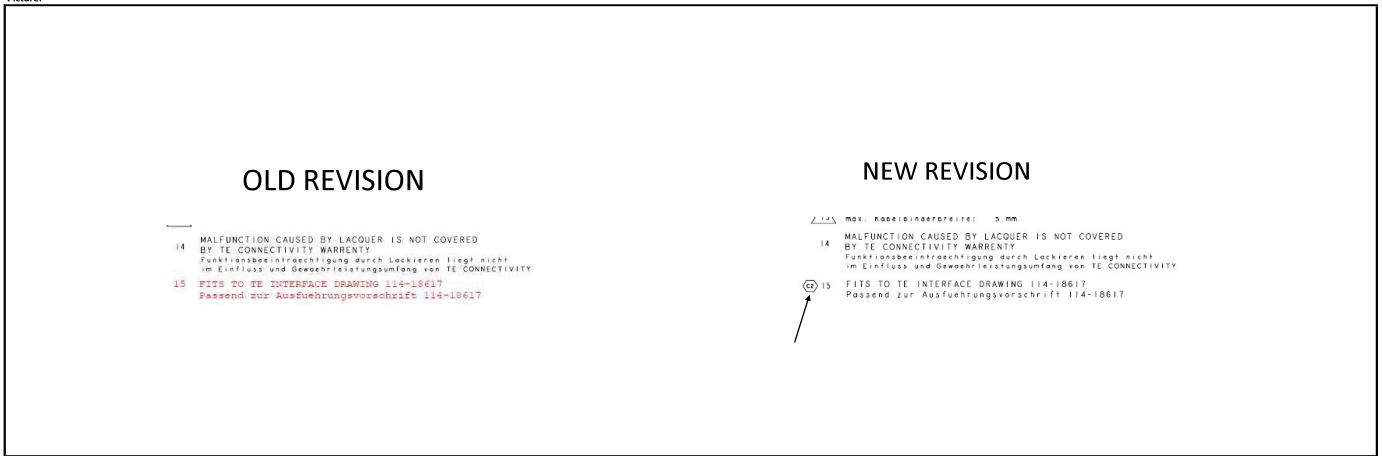 Picture:
OLD REVISION
14 MALFUNCTION CAUSED BY LACQUER IS NOT COVERED
BY TE CONNECTIVITY WARRENTY
Funktionsbeeintraechtigung durch Lackieren liegt nicht
im Einfluss und Gewaehrleistungsumfang von TE CONNECTIVITY
15 FITS TO TE INTERFACE DRAWING 114-18617
Passend zur Ausfuehrungsvorschrift 114-18617
NEW REVISION
13 max. Kabelbinderbreite: 5 mm
14 MALFUNCTION CAUSED BY LACQUER IS NOT COVERED
BY TE CONNECTIVITY WARRENTY
Funktionsbeeintraechtigung durch Lackieren liegt nicht
im Einfluss und Gewaehrleistungsumfang von TE CONNECTIVITY
CZ 15 FITS TO TE INTERFACE DRAWING 114-18617
Passend zur Ausfuehrungsvorschrift 114-18617